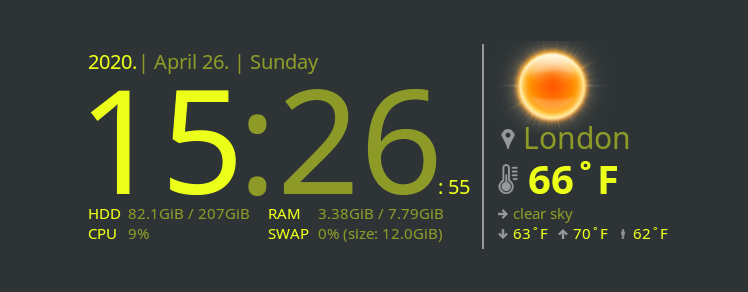 2020.| April 26. | Sunday
15:26: 55
HDD 82.1GiB / 207GiB RAM 3.38GiB / 7.79GiB
CPU 9% SWAP 0% (size: 12.0GiB)
London
66˚F
clear sky
63˚F 70˚F 62˚F